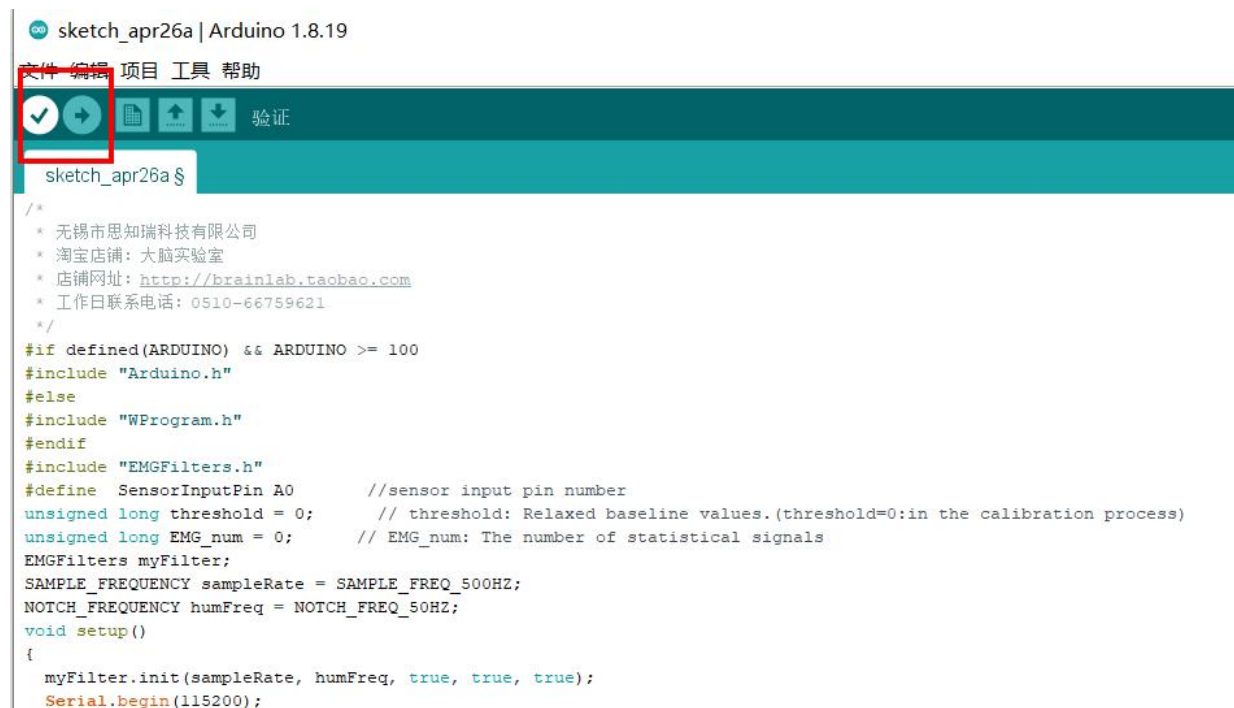 sketch_apr26a | Arduino 1.8.19
文件 编辑 项目 工具 帮助
验证
sketch_apr26a §
/*
 * 无锡市思知瑞科技有限公司
 * 淘宝店铺：大脑实验室
 * 店铺网址：http://brainlab.taobao.com
 * 工作日联系电话：0510-66759621
 */
#if defined(ARDUINO) && ARDUINO >= 100
#include "Arduino.h"
#else
#include "WProgram.h"
#endif
#include "EMGFilters.h"
#define  SensorInputPin A0       //sensor input pin number
unsigned long threshold = 0;       // threshold: Relaxed baseline values.(threshold=0:in the calibration process)
unsigned long EMG_num = 0;       // EMG_num: The number of statistical signals
EMGFilters myFilter;
SAMPLE_FREQUENCY sampleRate = SAMPLE_FREQ_500HZ;
NOTCH_FREQUENCY humFreq = NOTCH_FREQ_50HZ;
void setup()
{
  myFilter.init(sampleRate, humFreq, true, true, true);
  Serial.begin(115200);